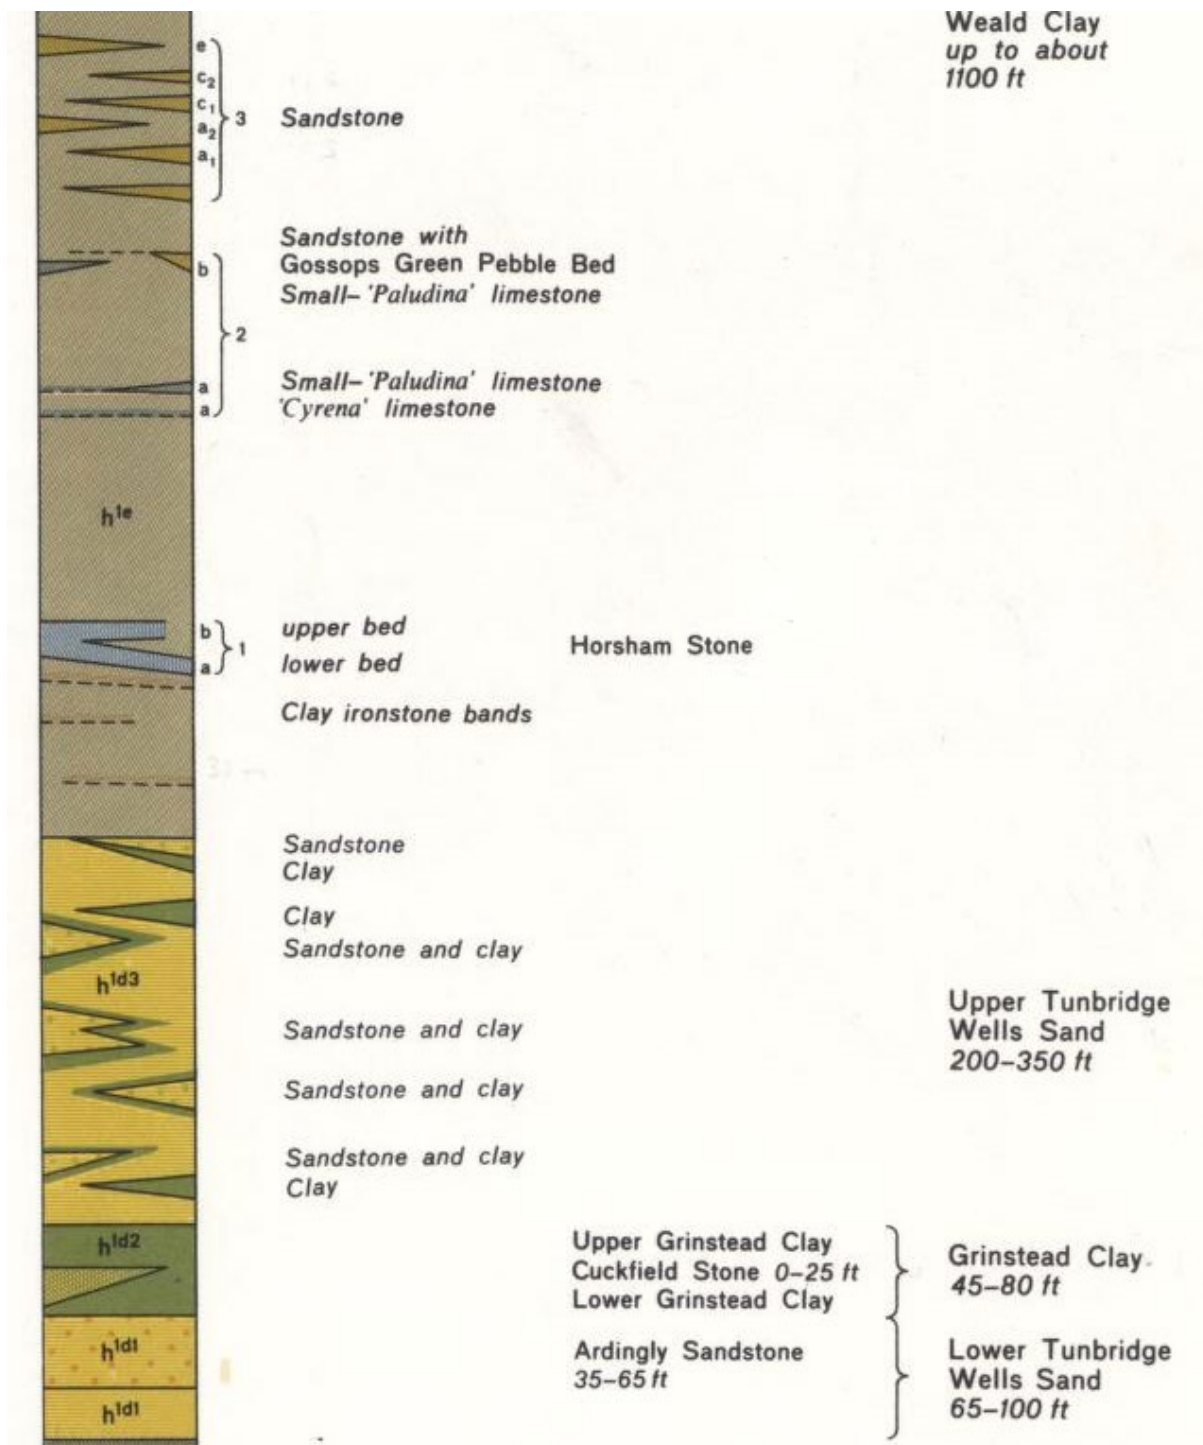 Weald Clay
up to about
1100 ft
e
c₂
c₁
a₂
a₁
3
Sandstone
Sandstone with
Gossops Green Pebble Bed
Small– 'Paludina' limestone
b
2
Small– 'Paludina' limestone
a
'Cyrena' limestone
a
h¹ᵉ
b
upper bed
1
Horsham Stone
a
lower bed
Clay ironstone bands
Sandstone
Clay
Clay
Sandstone and clay
h¹ᵈ³
Upper Tunbridge
Wells Sand
200–350 ft
Sandstone and clay
Sandstone and clay
Sandstone and clay
Clay
h¹ᵈ²
Upper Grinstead Clay
Cuckfield Stone 0–25 ft
Lower Grinstead Clay
Grinstead Clay
45–80 ft
h¹ᵈ¹
Ardingly Sandstone
35–65 ft
Lower Tunbridge
Wells Sand
65–100 ft
h¹ᵈ¹